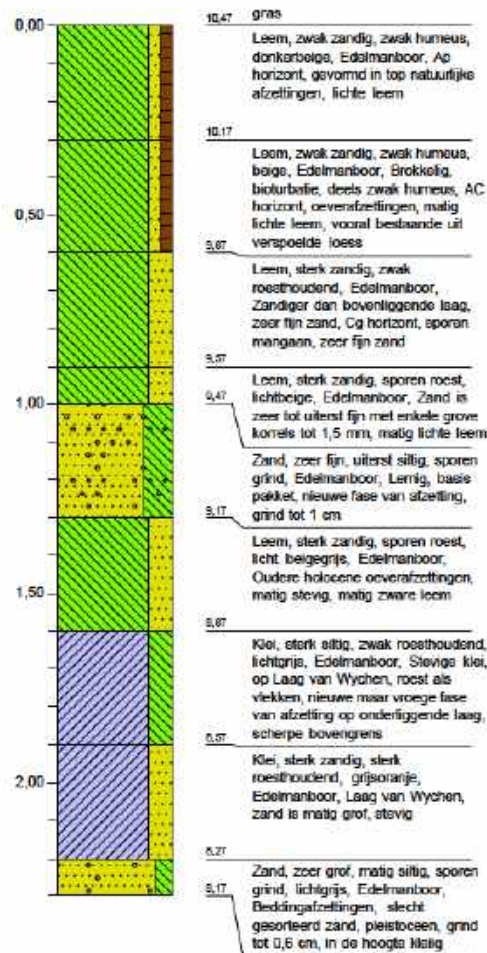 0,00
10,47
gras
Leem, zwak zandig, zwak humeus,
donkerbeige, Edelmanboor, Ap
horizont, gevormd in top natuurlijke
afzettingen, lichte leem
10,17
Leem, zwak zandig, zwak humeus,
beige, Edelmanboor, Brokkelig,
bioturbatie, deels zwak humeus, AC
horizont, oeverafzettingen, matig
lichte leem, vooral bestaande uit
verspoelde loess
0,50
9,87
Leem, sterk zandig, zwak
roesthoudend, Edelmanboor,
Zandiger dan bovenliggende laag,
zeer fijn zand, Cg horizont, sporen
mangaan, zeer fijn zand
9,57
Leem, sterk zandig, sporen roest,
lichtbeige, Edelmanboor, Zand is
zeer tot uiterst fijn met enkele grove
korrels tot 1,5 mm, matig lichte leem
1,00
9,47
Zand, zeer fijn, uiterst siltig, sporen
grind, Edelmanboor, Lemig, basis
pakket, nieuwe fase van afzetting,
grind tot 1 cm
9,17
Leem, sterk zandig, sporen roest,
licht beigegrijs, Edelmanboor,
Oudere holocene oeverafzettingen,
matig stevig, matig zware leem
1,50
8,87
Klei, sterk siltig, zwak roesthoudend,
lichtgrijs, Edelmanboor, Stevige klei,
op Laag van Wychen, roest als
vlekken, nieuwe maar vroege fase
van afzetting op onderliggende laag,
scherpe bovengrens
8,57
Klei, sterk zandig, sterk
roesthoudend, grijsoranje,
Edelmanboor, Laag van Wychen,
zand is matig grof, stevig
2,00
8,27
Zand, zeer grof, matig siltig, sporen
grind, lichtgrijs, Edelmanboor,
Beddingafzettingen, slecht
gesorteerd zand, pleistoceen, grind
tot 0,6 cm, in de hoogte kleiig
8,17